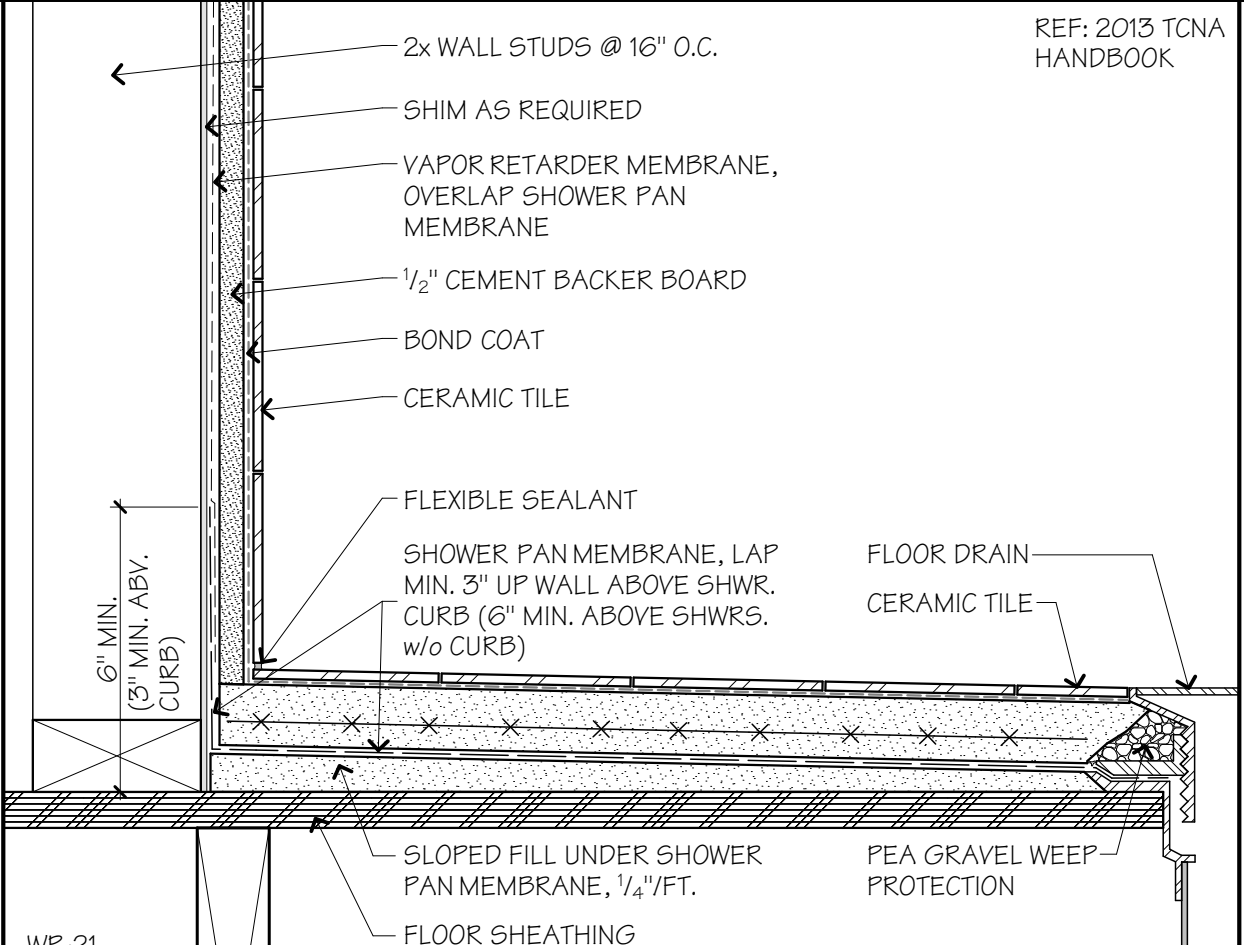 REF: 2013 TCNA
HANDBOOK
2x WALL STUDS @ 16" O.C.
SHIM AS REQUIRED
VAPOR RETARDER MEMBRANE,
OVERLAP SHOWER PAN
MEMBRANE
1/2" CEMENT BACKER BOARD
BOND COAT
CERAMIC TILE
FLEXIBLE SEALANT
SHOWER PAN MEMBRANE, LAP
MIN. 3" UP WALL ABOVE SHWR.
CURB (6" MIN. ABOVE SHWRS.
w/o CURB)
FLOOR DRAIN
CERAMIC TILE
6" MIN.
(3" MIN. ABV.
CURB)
SLOPED FILL UNDER SHOWER
PAN MEMBRANE, 1/4"/FT.
PEA GRAVEL WEEP
PROTECTION
FLOOR SHEATHING